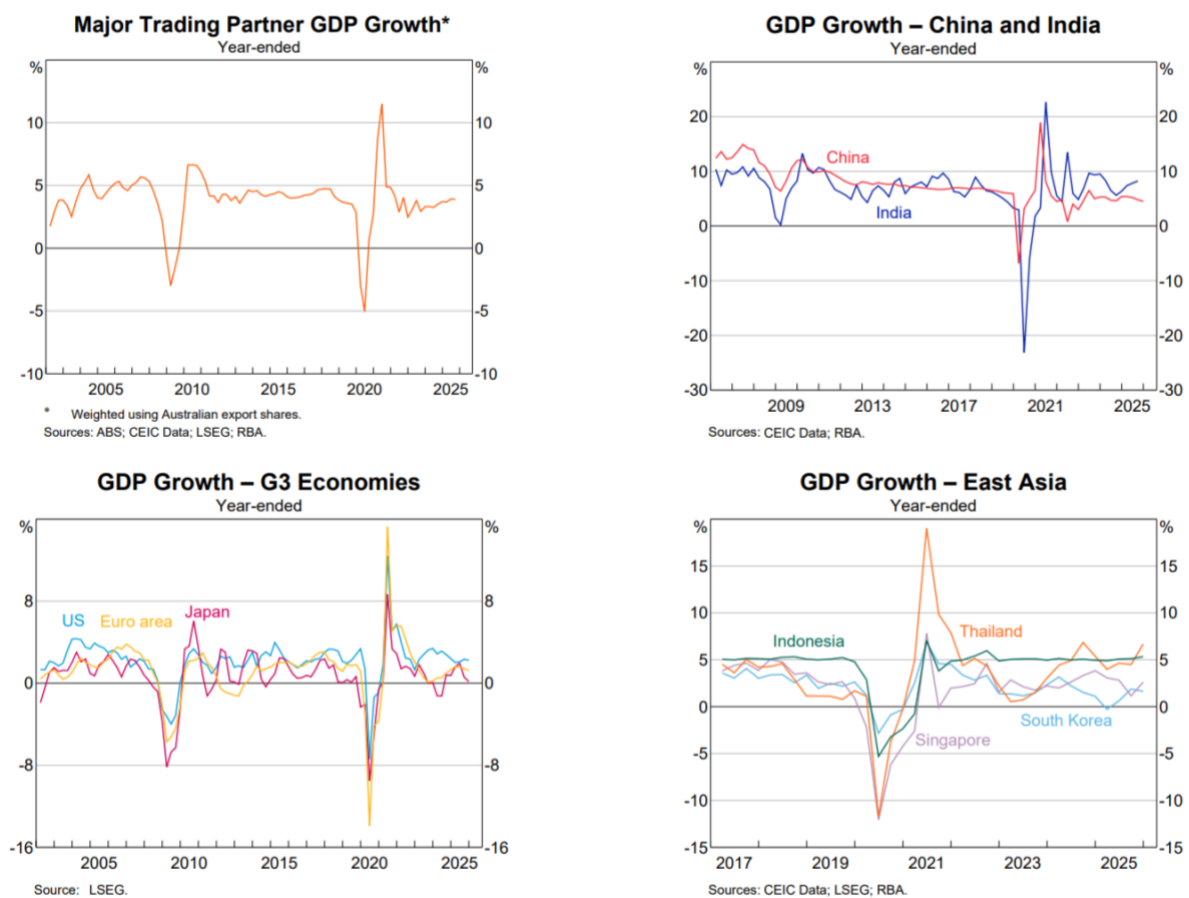 Major Trading Partner GDP Growth*
Year-ended
% %
10 10
5 5
0 0
-5 -5
-10 -10
2005 2010 2015 2020 2025
* Weighted using Australian export shares.
Sources: ABS; CEIC Data; LSEG; RBA.
GDP Growth – China and India
Year-ended
% %
20 20
China
10 10
India
0 0
-10 -10
-20 -20
-30 -30
2009 2013 2017 2021 2025
Sources: CEIC Data; RBA.
GDP Growth – G3 Economies
Year-ended
% %
8 8
US Euro area Japan
0 0
-8 -8
-16 -16
2005 2010 2015 2020 2025
Source: LSEG.
GDP Growth – East Asia
Year-ended
% %
15 15
10 10
Indonesia Thailand
5 5
0 0
South Korea
Singapore
-5 -5
-10 -10
-15 -15
2017 2019 2021 2023 2025
Sources: CEIC Data; LSEG; RBA.